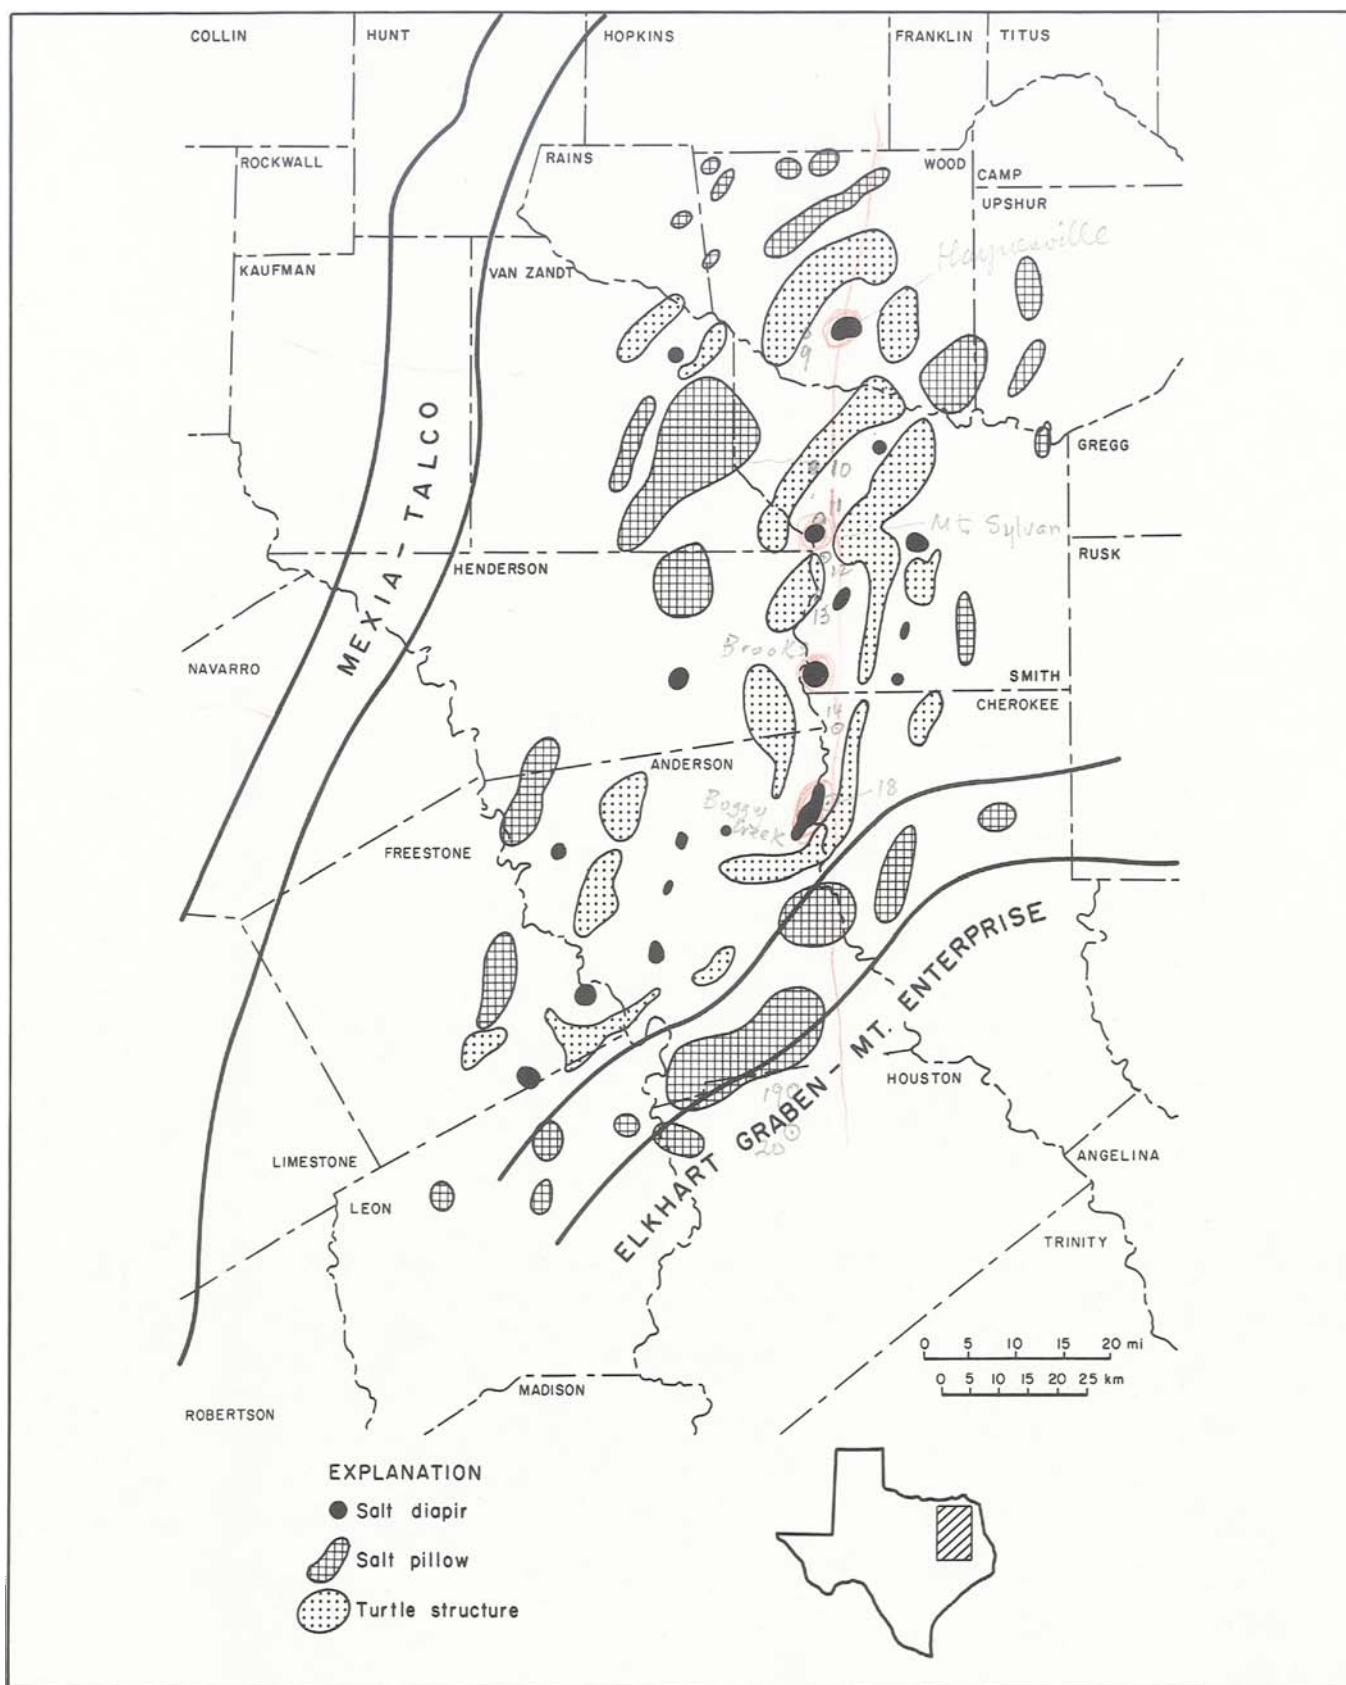 COLLIN
HUNT
HOPKINS
FRANKLIN
TITUS
ROCKWALL
RAINS
WOOD
CAMP
UPSHUR
KAUFMAN
VAN ZANDT
9
MEXIA - TALCO
GREGG
10
11
Mt. Sylvan
HENDERSON
RUSK
12
13
Brooks
NAVARRO
SMITH
CHEROKEE
14
ANDERSON
18
Boggy
Creek
FREESTONE
ELKHART GRABEN - MT. ENTERPRISE
HOUSTON
19
20
LIMESTONE
ANGELINA
LEON
TRINITY
0 5 10 15 20 mi
0 5 10 15 20 25 km
MADISON
ROBERTSON
EXPLANATION
Salt diapir
Salt pillow
Turtle structure